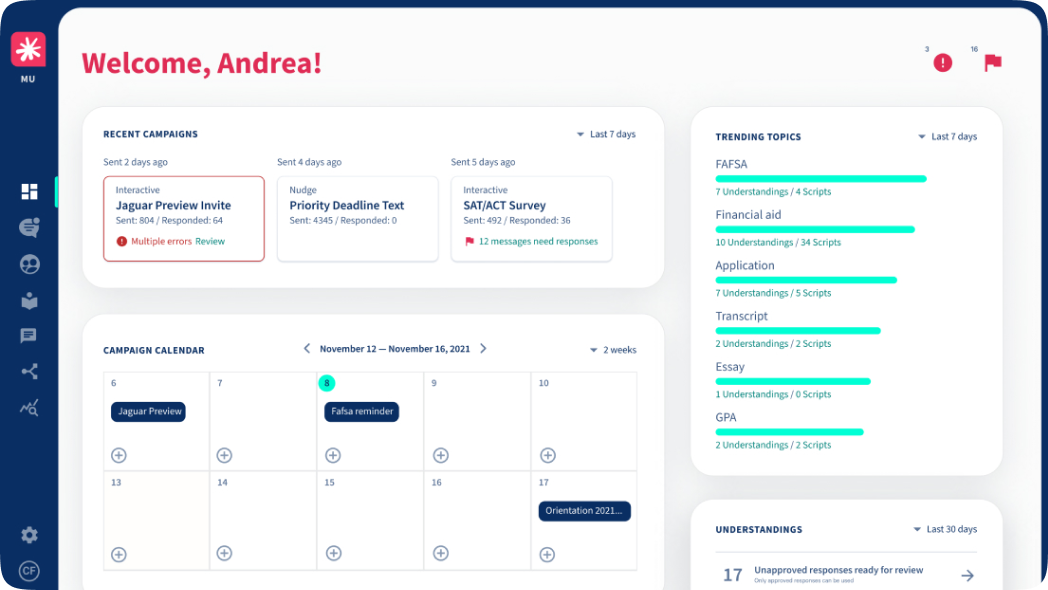 MU
Welcome, Andrea!
3
16
RECENT CAMPAIGNS
Last 7 days
Sent 2 days ago
Interactive
Jaguar Preview Invite
Sent: 804 / Responded: 64
Multiple errors Review
Sent 4 days ago
Nudge
Priority Deadline Text
Sent: 4345 / Responded: 0
Sent 5 days ago
Interactive
SAT/ACT Survey
Sent: 492 / Responded: 36
12 messages need responses
CAMPAIGN CALENDAR
November 12 — November 16, 2021
2 weeks
6
Jaguar Preview
7
8
Fafsa reminder
9
10
13
14
15
16
17
Orientation 2021...
TRENDING TOPICS
Last 7 days
FAFSA
7 Understandings / 4 Scripts
Financial aid
10 Understandings / 34 Scripts
Application
7 Understandings / 5 Scripts
Transcript
2 Understandings / 2 Scripts
Essay
1 Understandings / 0 Scripts
GPA
2 Understandings / 2 Scripts
UNDERSTANDINGS
Last 30 days
17
Unapproved responses ready for review
Only approved responses can be used
CF